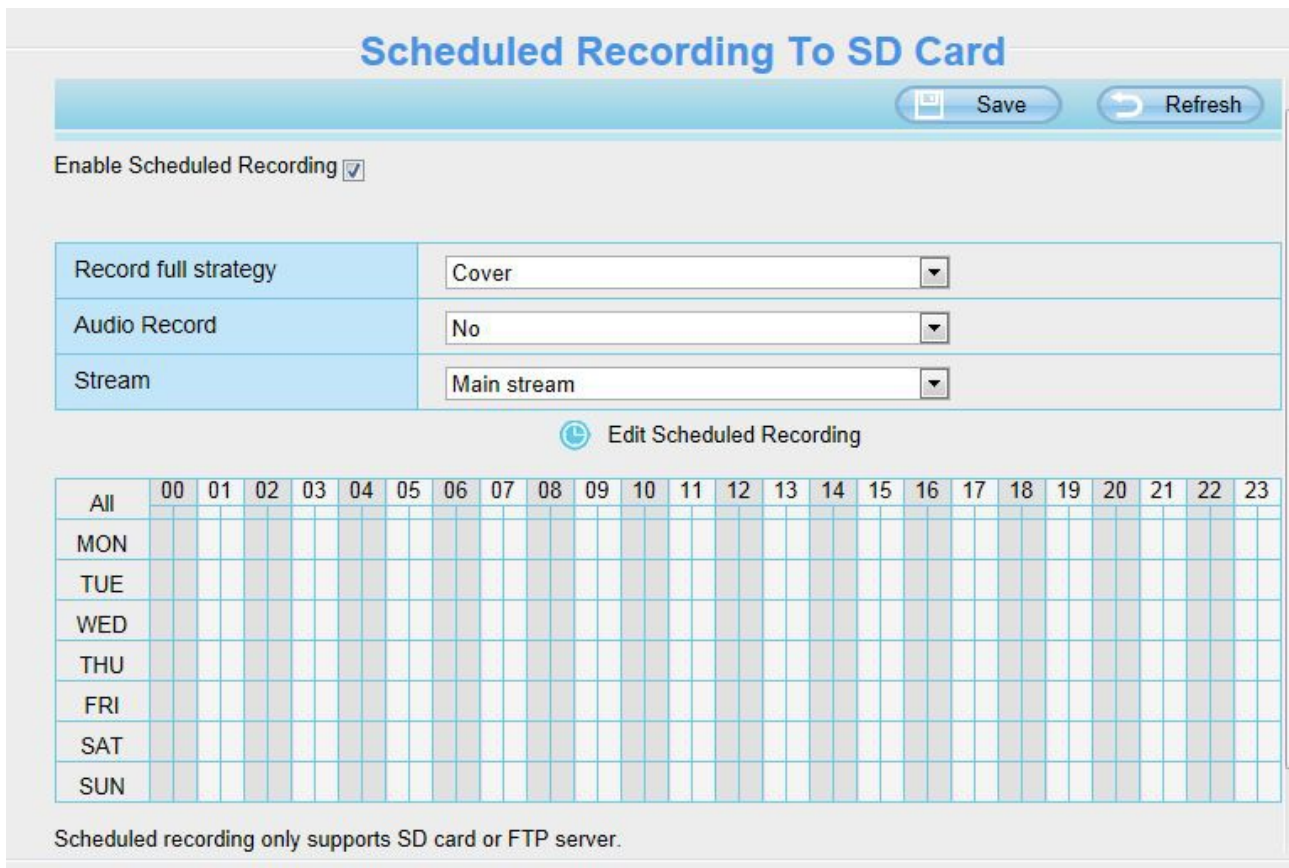 Scheduled Recording To SD Card
Save Refresh
Enable Scheduled Recording
Record full strategy Cover
Audio Record No
Stream Main stream
Edit Scheduled Recording
All 00 01 02 03 04 05 06 07 08 09 10 11 12 13 14 15 16 17 18 19 20 21 22 23
MON
TUE
WED
THU
FRI
SAT
SUN
Scheduled recording only supports SD card or FTP server.